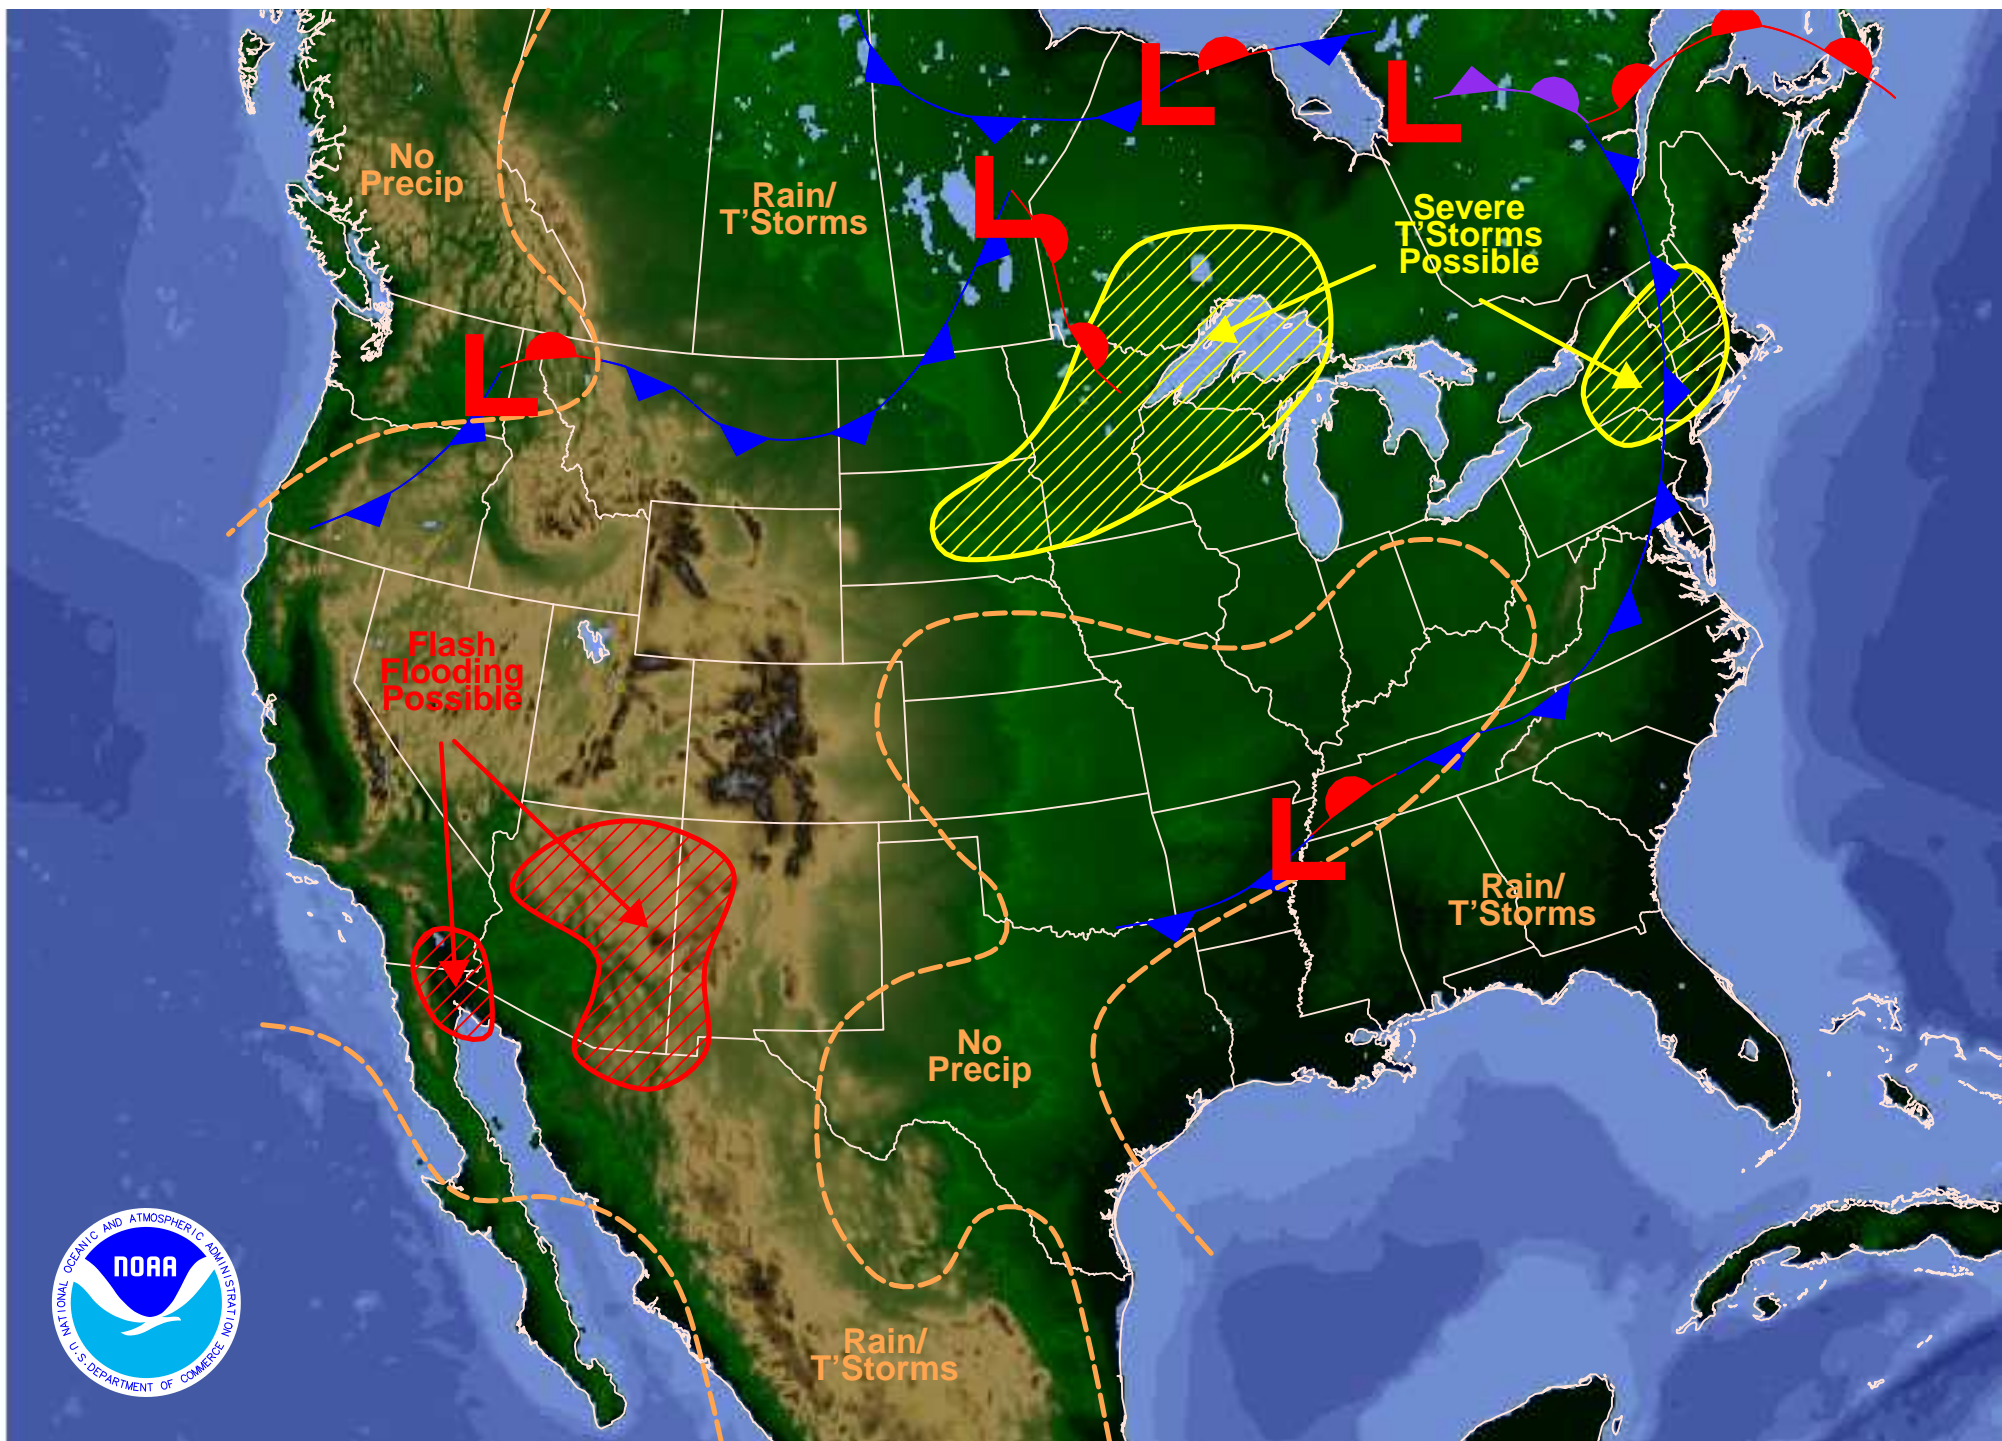 No
Precip
Rain/
T'Storms
Severe
T'Storms
Possible
L
L
L
L
Flash
Flooding
Possible
L
Rain/
T'Storms
No
Precip
Rain/
T'Storms
NATIONAL OCEANIC AND ATMOSPHERIC ADMINISTRATION
NOAA
U.S. DEPARTMENT OF COMMERCE